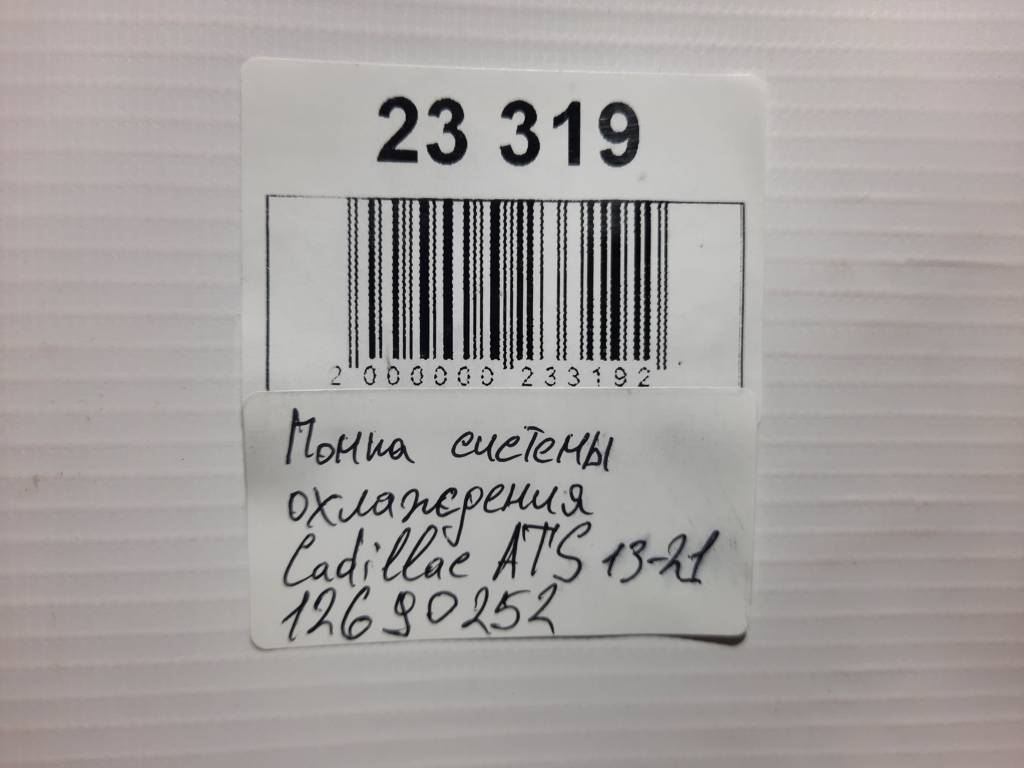 23 319
2 000000 233192
Помпа системы
охлаждения
Cadillac ATS 13-21
12690252